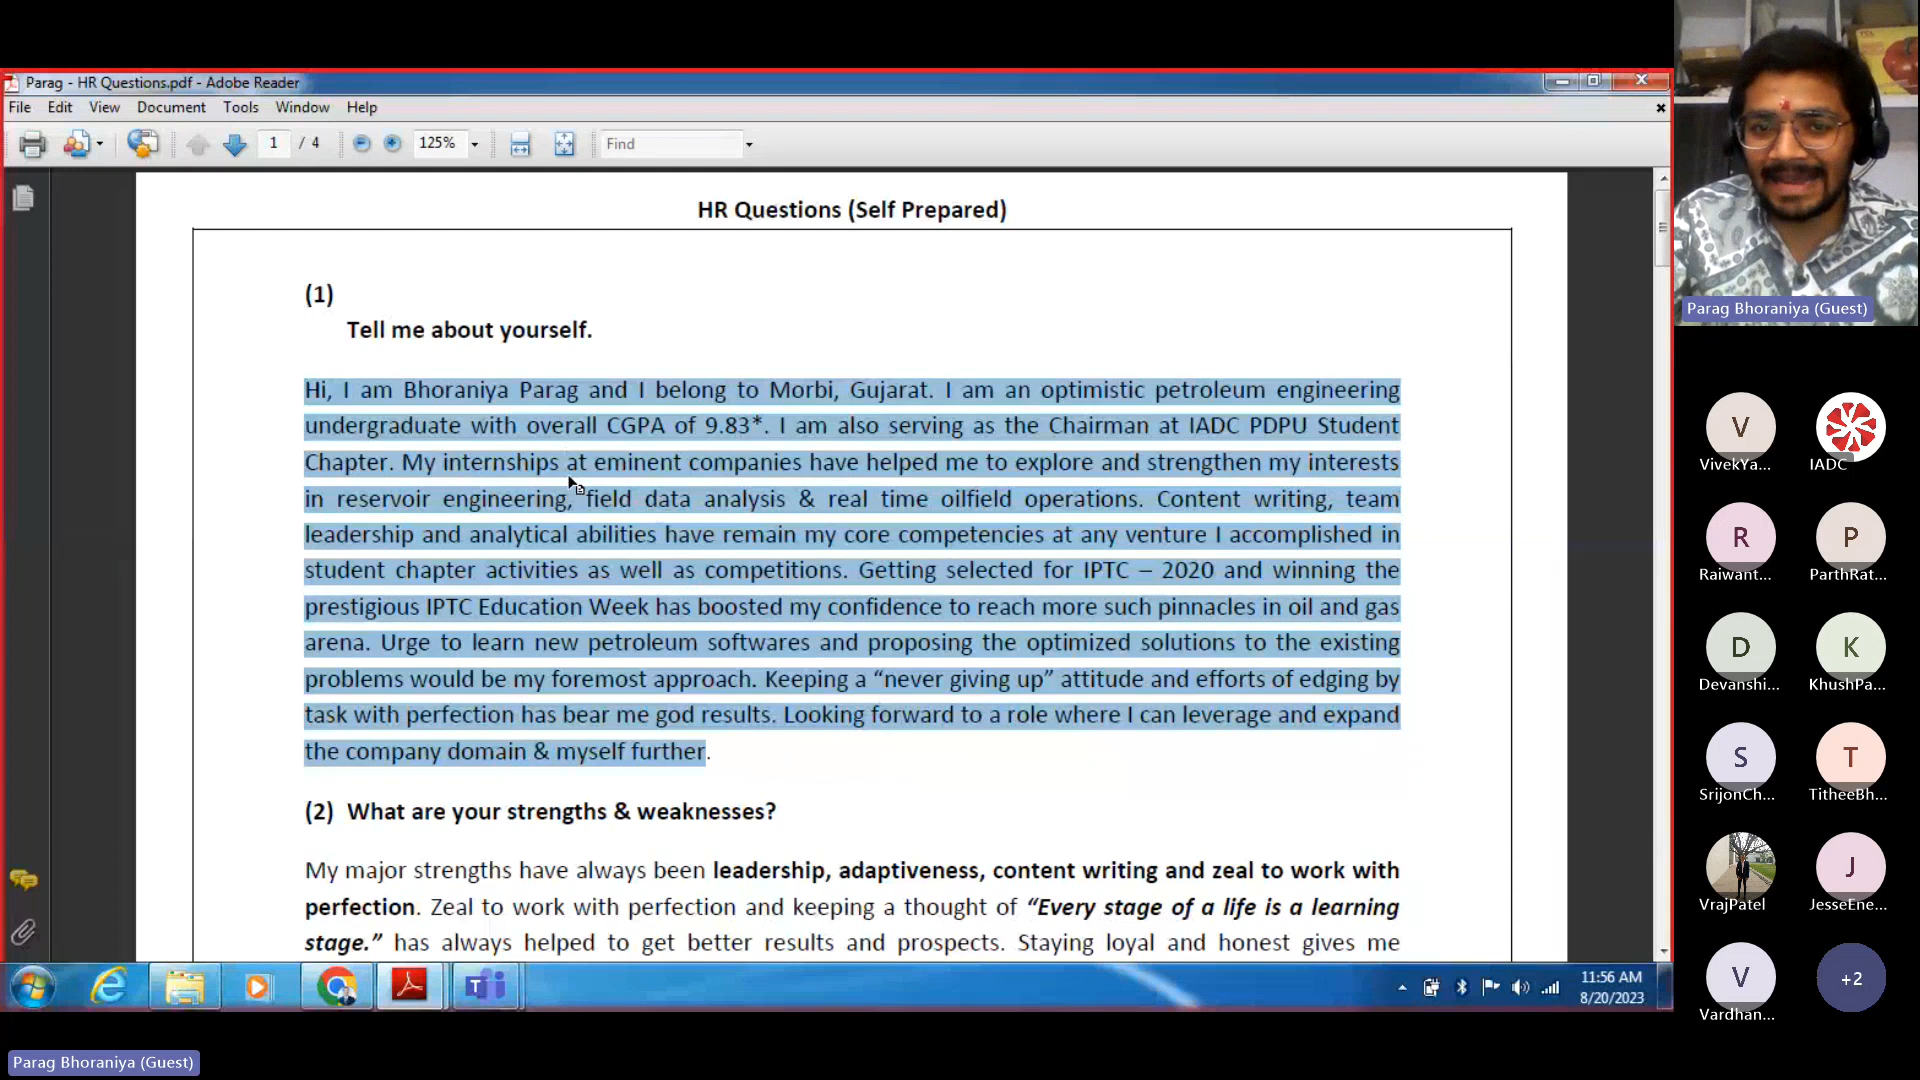 Parag - HR Questions.pdf - Adobe Reader
File Edit View Document Tools Window Help
1 / 4 125% Find
HR Questions (Self Prepared)
(1)
Tell me about yourself.
Hi, I am Bhoraniya Parag and I belong to Morbi, Gujarat. I am an optimistic petroleum engineering
undergraduate with overall CGPA of 9.83*. I am also serving as the Chairman at IADC PDPU Student
Chapter. My internships at eminent companies have helped me to explore and strengthen my interests
in reservoir engineering, field data analysis & real time oilfield operations. Content writing, team
leadership and analytical abilities have remain my core competencies at any venture I accomplished in
student chapter activities as well as competitions. Getting selected for IPTC – 2020 and winning the
prestigious IPTC Education Week has boosted my confidence to reach more such pinnacles in oil and gas
arena. Urge to learn new petroleum softwares and proposing the optimized solutions to the existing
problems would be my foremost approach. Keeping a “never giving up” attitude and efforts of edging by
task with perfection has bear me god results. Looking forward to a role where I can leverage and expand
the company domain & myself further.
(2) What are your strengths & weaknesses?
My major strengths have always been leadership, adaptiveness, content writing and zeal to work with
perfection. Zeal to work with perfection and keeping a thought of “Every stage of a life is a learning
stage.” has always helped to get better results and prospects. Staying loyal and honest gives me
11:56 AM
8/20/2023
Parag Bhoraniya (Guest)
Parag Bhoraniya (Guest)
V
VivekYa... IADC
R P
Raiwant... ParthRat...
D K
Devanshi... KhushPa...
S T
SrijonCh... TitheeBh...
J
VrajPatel JesseEne...
V +2
Vardhan...